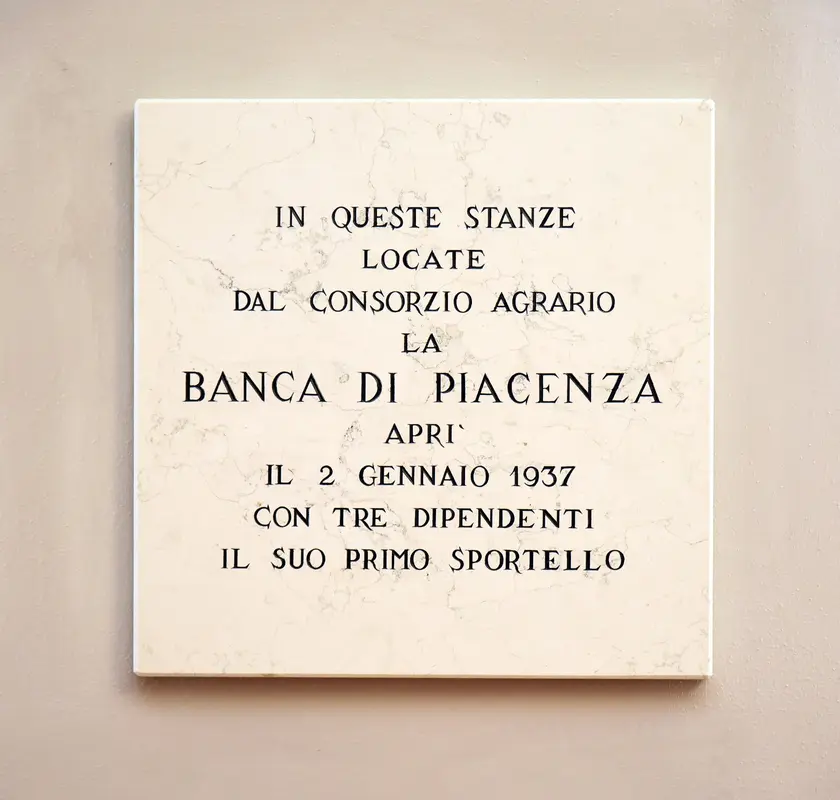 IN QUESTE STANZE
LOCATE
DAL CONSORZIO AGRARIO
LA
BANCA DI PIACENZA
APRI`
IL 2 GENNAIO 1937
CON TRE DIPENDENTI
IL SUO PRIMO SPORTELLO